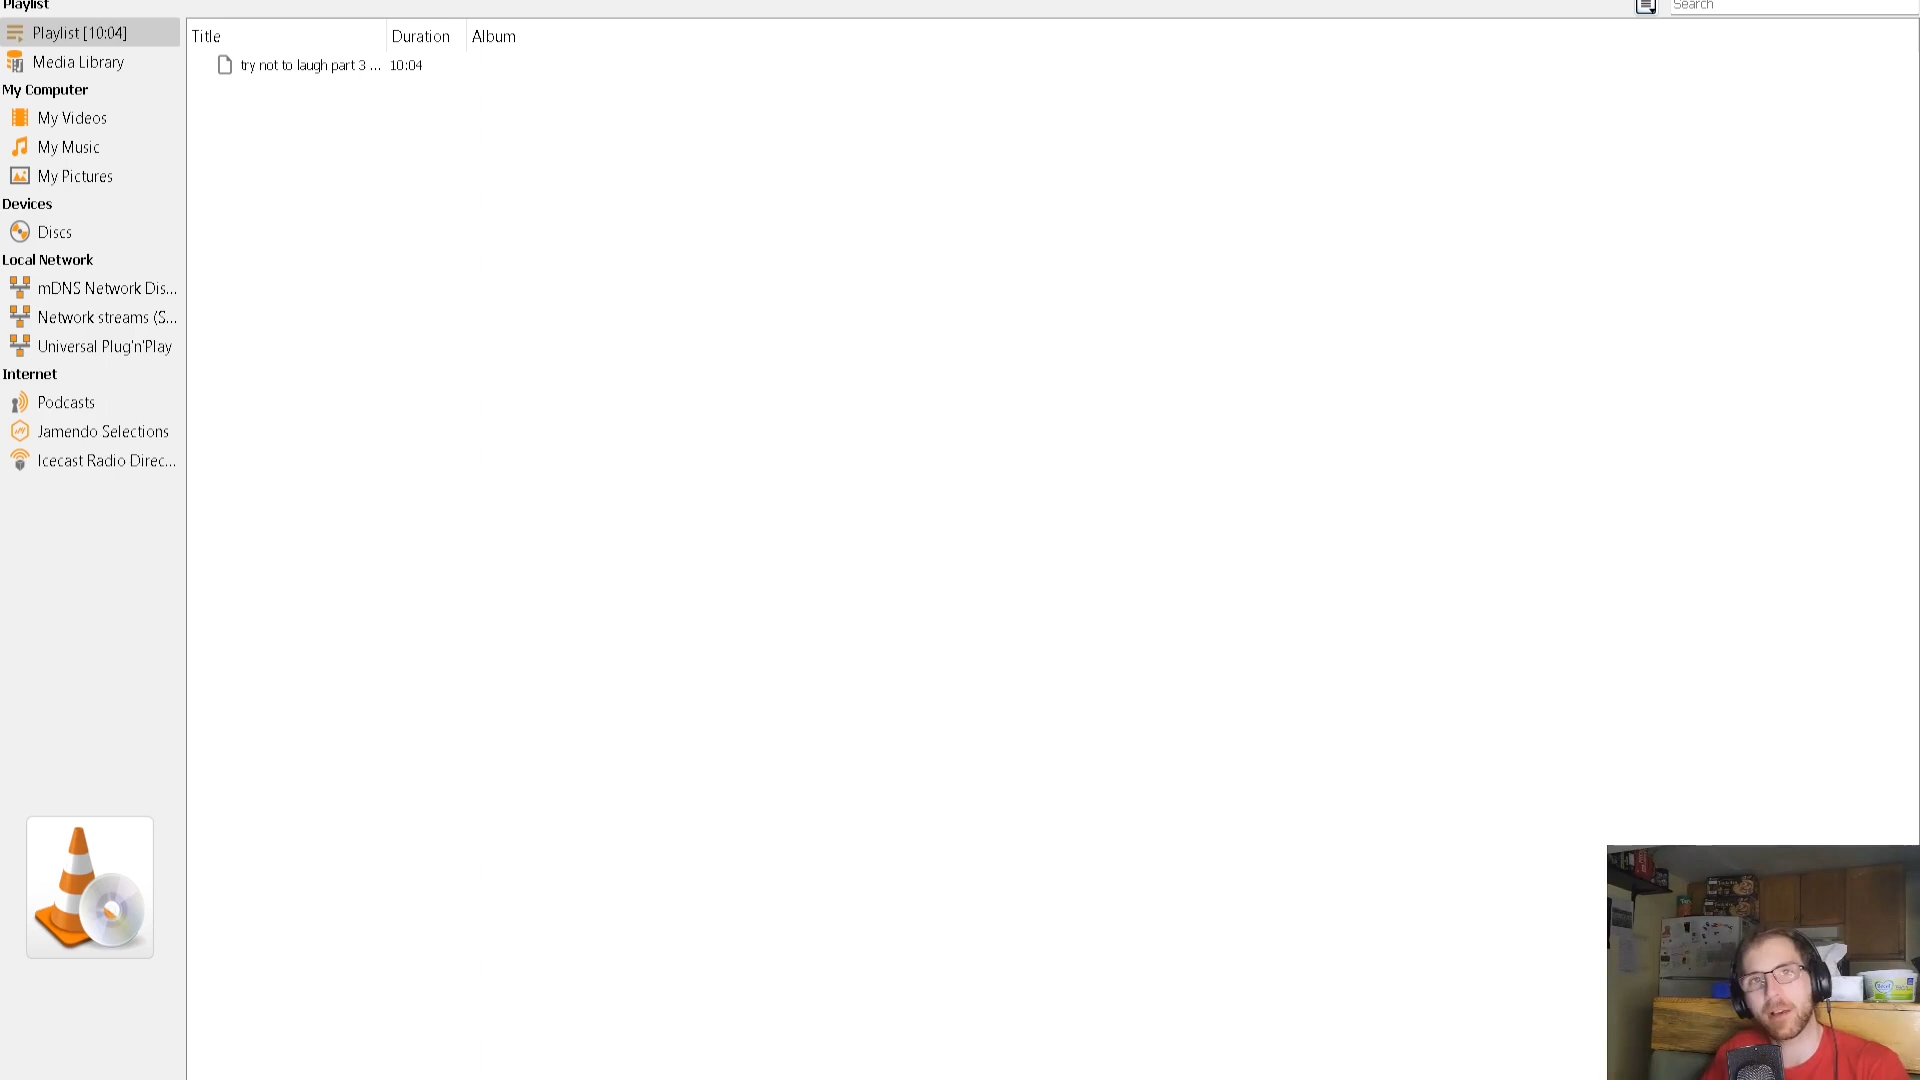 Playlist
Search
Playlist [10:04]
Media Library
My Computer
My Videos
My Music
My Pictures
Devices
Discs
Local Network
mDNS Network Dis...
Network streams (S...
Universal Plug'n'Play
Internet
Podcasts
Jamendo Selections
Icecast Radio Direc...
Title Duration Album
try not to laugh part 3 ... 10:04